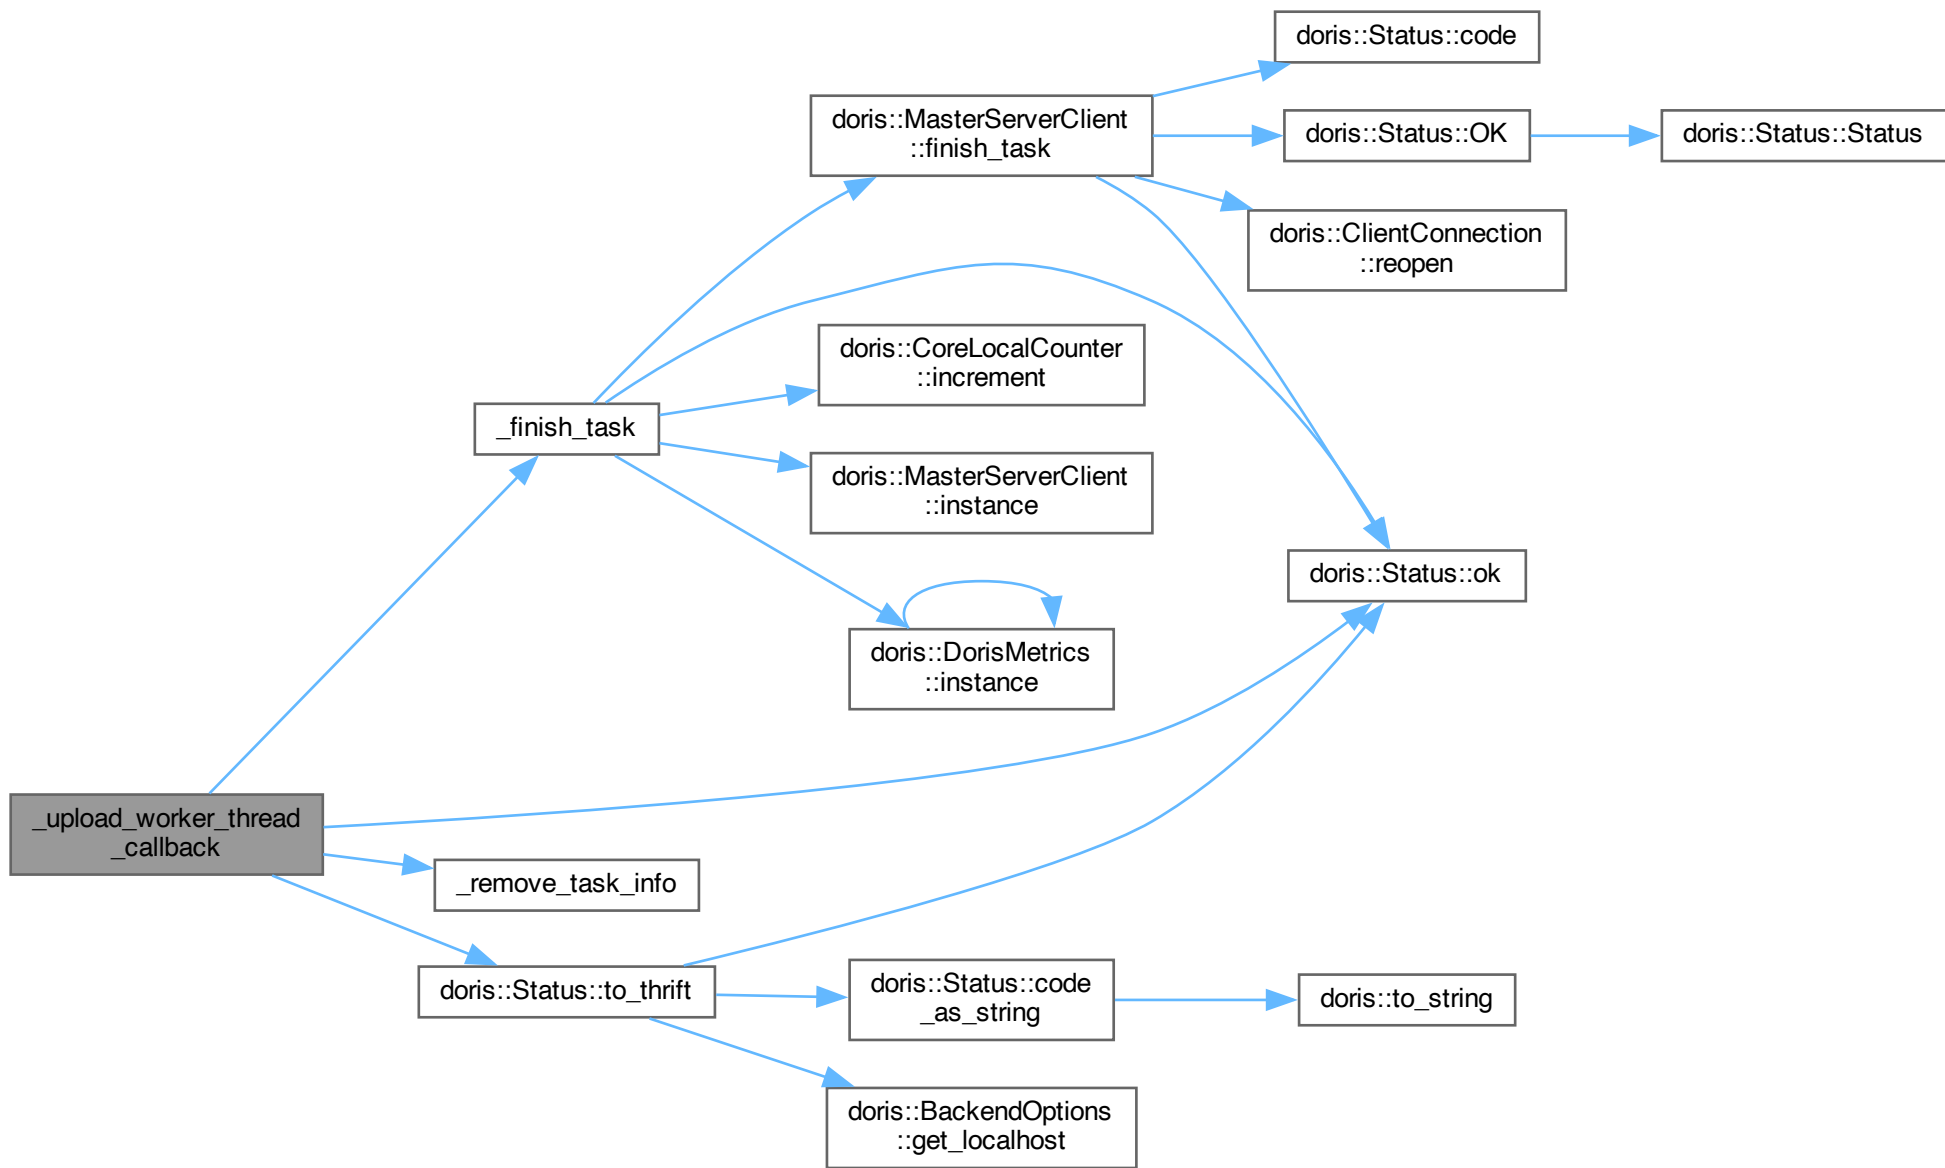 doris::Status::code
doris::MasterServerClient
::finish_task
doris::Status::OK
doris::Status::Status
doris::ClientConnection
::reopen
doris::CoreLocalCounter
::increment
_finish_task
doris::MasterServerClient
::instance
doris::Status::ok
doris::DorisMetrics
::instance
_upload_worker_thread
_callback
_remove_task_info
doris::Status::to_thrift
doris::Status::code
_as_string
doris::to_string
doris::BackendOptions
::get_localhost